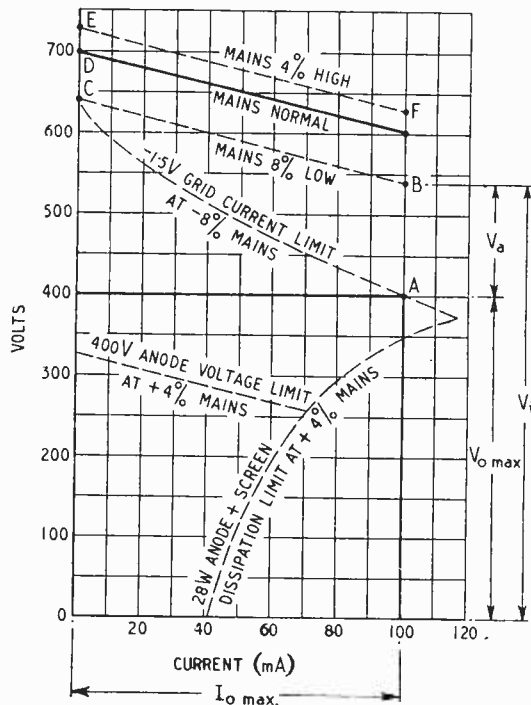 700
600
500
400
300
200
100
0
VOLTS
E
D
C
F
B
A
MAINS 4% HIGH
MAINS NORMAL
MAINS 8% LOW
-1·5V GRID CURRENT LIMIT
AT -8% MAINS
400V ANODE VOLTAGE LIMIT
AT +4% MAINS
28W ANODE + SCREEN
DISSIPATION LIMIT AT +4% MAINS
Va
Vo max
0 20 40 60 80 100 120
CURRENT (mA)
Io max.